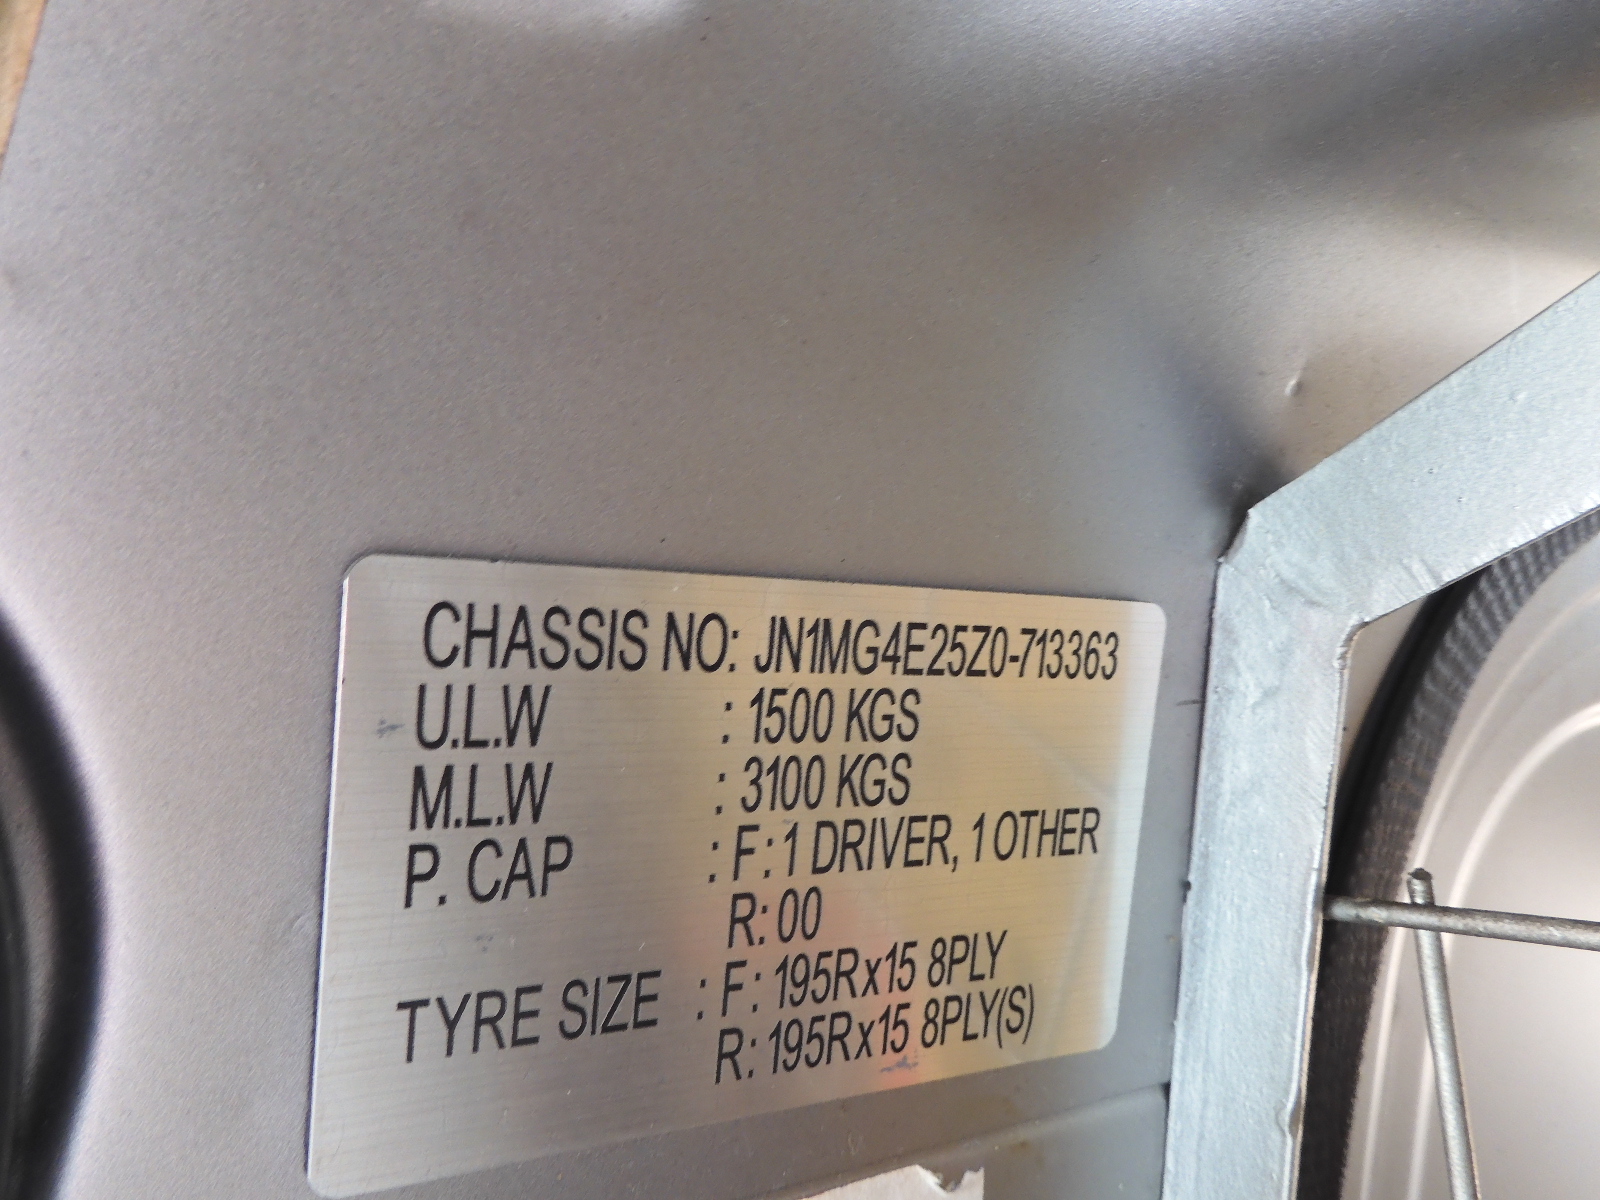 CHASSIS NO: JN1MG4E25Z0-713363
U.L.W : 1500 KGS
M.L.W : 3100 KGS
P. CAP : F: 1 DRIVER, 1 OTHER
R: 00
TYRE SIZE : F: 195Rx15 8PLY
R: 195Rx15 8PLY(S)